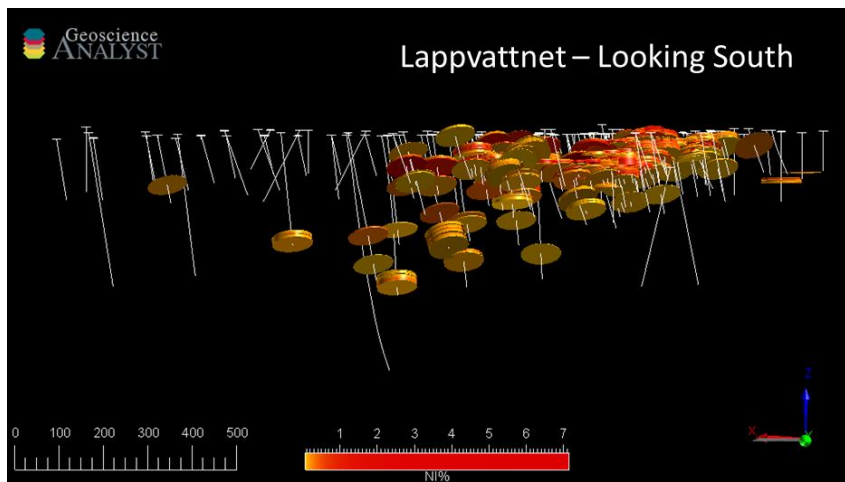 Geoscience
ANALYST
Lappvattnet – Looking South
0 100 200 300 400 500
1 2 3 4 5 6 7
NI%
Z
X
Y